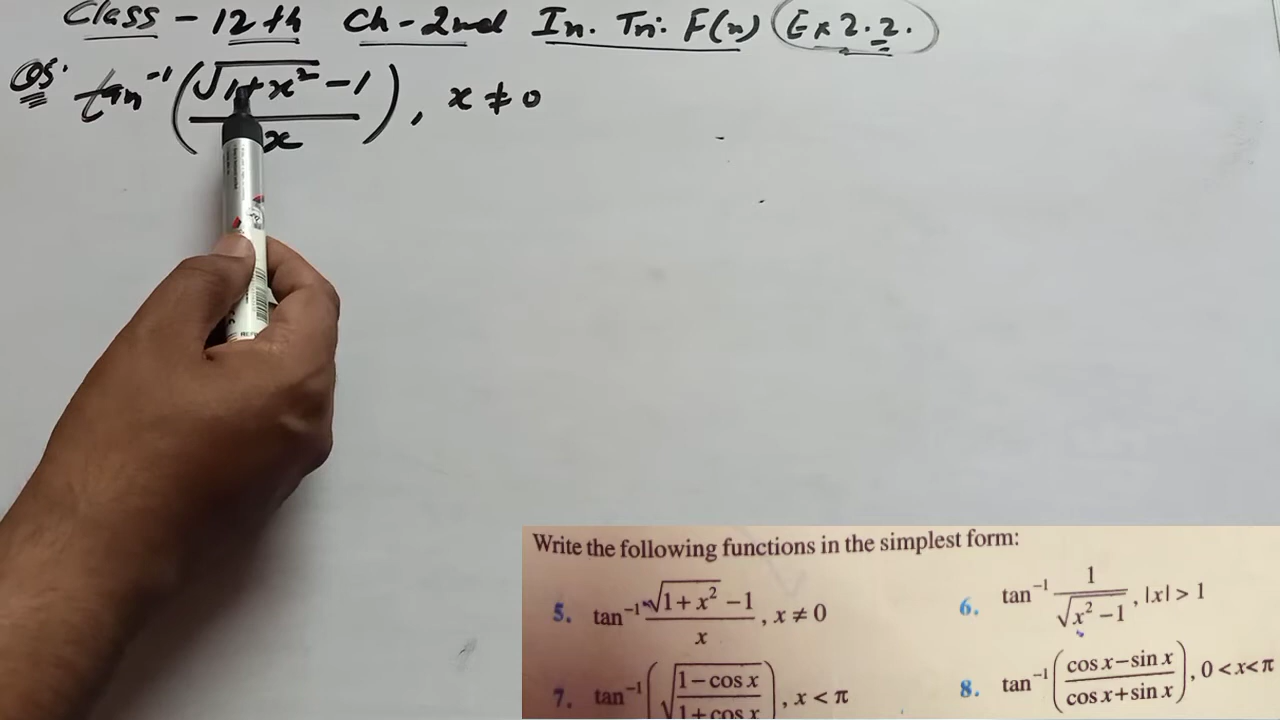 Class - 12th Ch - 2nd In. Tri. F(n) (Ex 2.2.)
Q5. tan⁻¹(√(1+x²) - 1 / x), x ≠ 0
Write the following functions in the simplest form:
5. tan⁻¹ (√(1+x²) - 1)/x, x ≠ 0
6. tan⁻¹ 1/√(x² - 1), |x| > 1
7. tan⁻¹(√((1 - cos x)/(1 + cos x))), x < π
8. tan⁻¹((cos x - sin x)/(cos x + sin x)), 0 < x < π